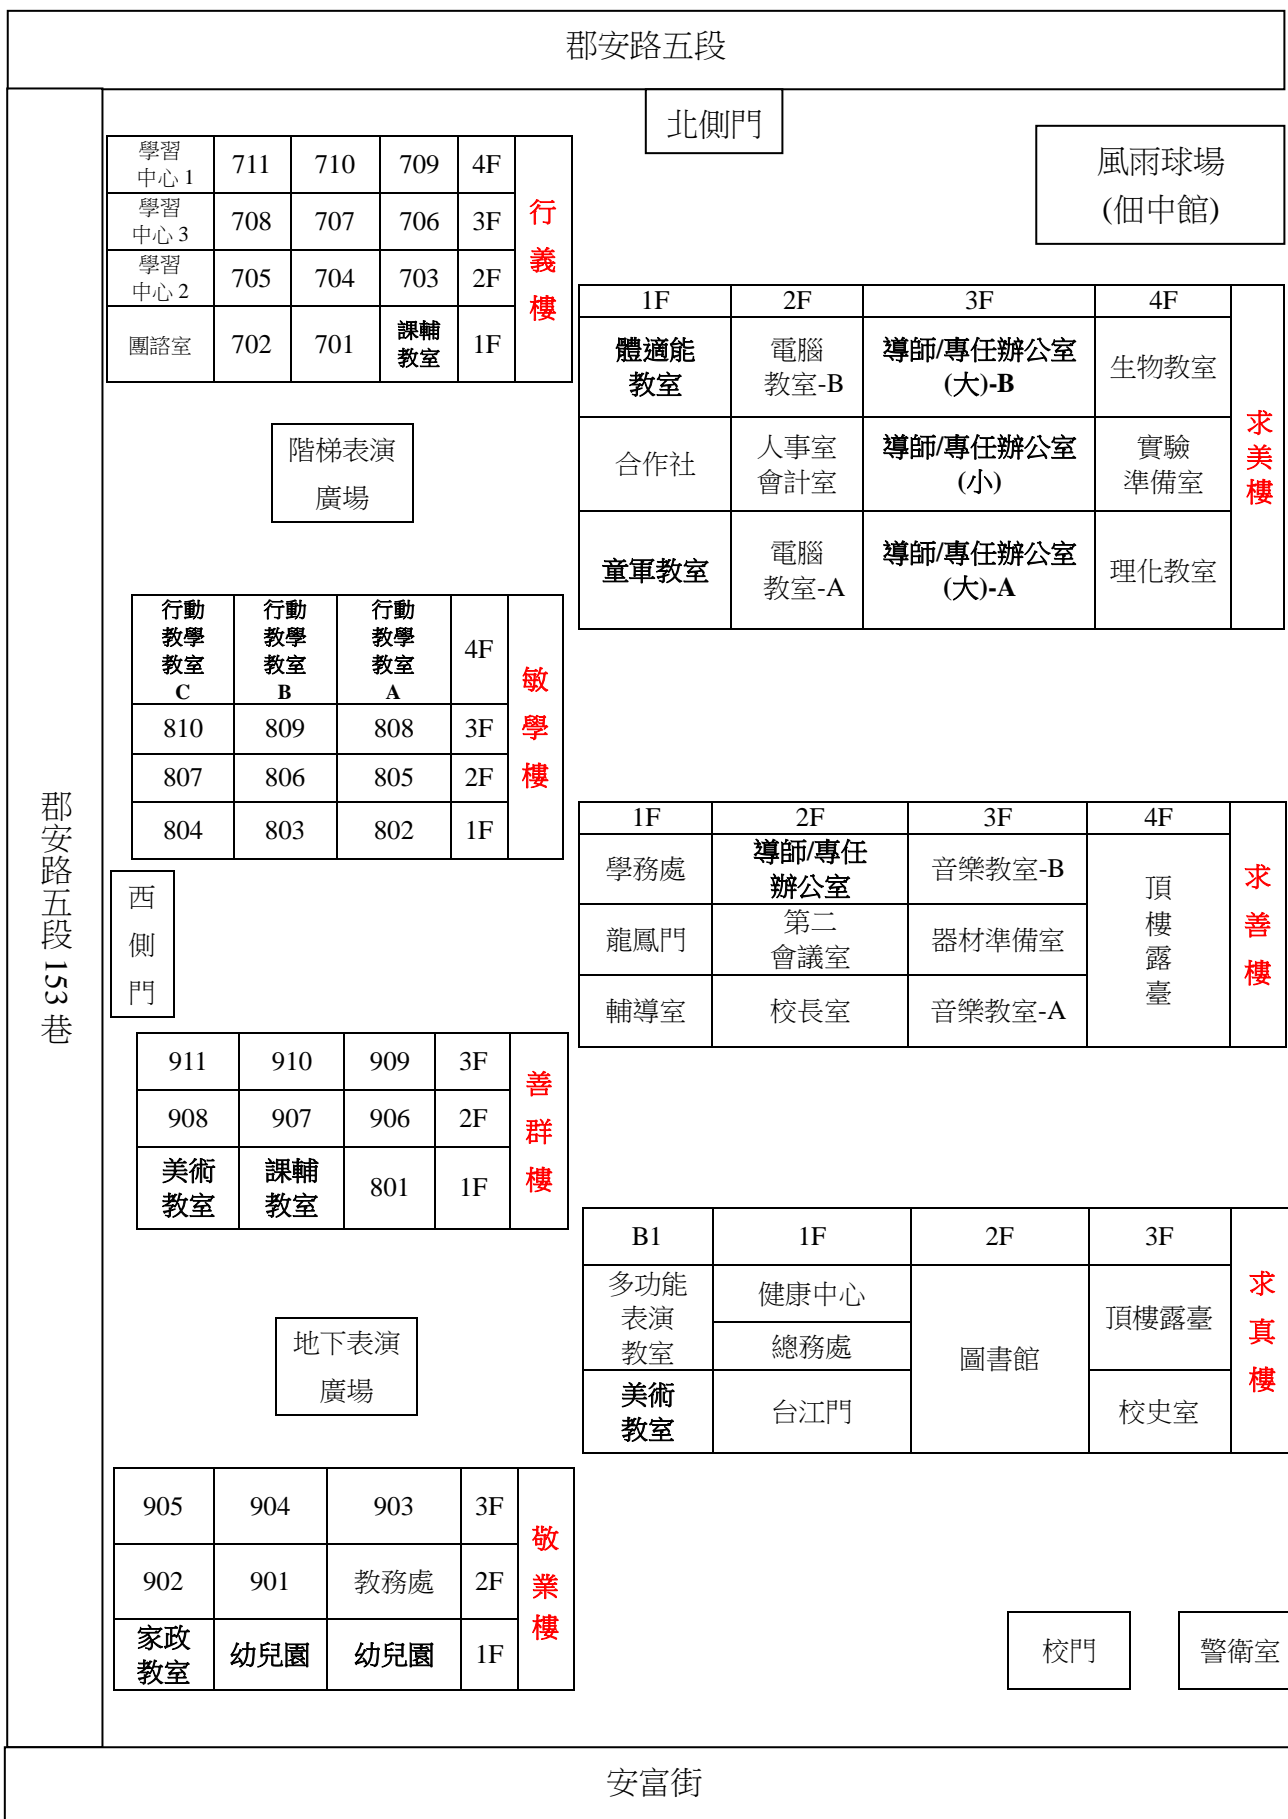 郡安路五段
北側門
風雨球場
(佃中館)
學習
中心 1
711
710
709
4F
學習
中心 3
708
707
706
3F
學習
中心 2
705
704
703
2F
團諮室
702
701
課輔
教室
1F
行
義
樓
階梯表演
廣場
1F
2F
3F
4F
體適能
教室
電腦
教室-B
導師/專任辦公室
(大)-B
生物教室
合作社
人事室
會計室
導師/專任辦公室
(小)
實驗
準備室
童軍教室
電腦
教室-A
導師/專任辦公室
(大)-A
理化教室
求
美
樓
行動
教學
教室
C
行動
教學
教室
B
行動
教學
教室
A
4F
810
809
808
3F
807
806
805
2F
804
803
802
1F
敏
學
樓
郡安路五段 153 巷
西
側
門
1F
2F
3F
4F
學務處
導師/專任
辦公室
音樂教室-B
頂
樓
露
臺
龍鳳門
第二
會議室
器材準備室
輔導室
校長室
音樂教室-A
求
善
樓
911
910
909
3F
908
907
906
2F
美術
教室
課輔
教室
801
1F
善
群
樓
B1
1F
2F
3F
多功能
表演
教室
健康中心
總務處
圖書館
頂樓露臺
美術
教室
台江門
校史室
求
真
樓
地下表演
廣場
905
904
903
3F
902
901
教務處
2F
家政
教室
幼兒園
幼兒園
1F
敬
業
樓
校門
警衛室
安富街